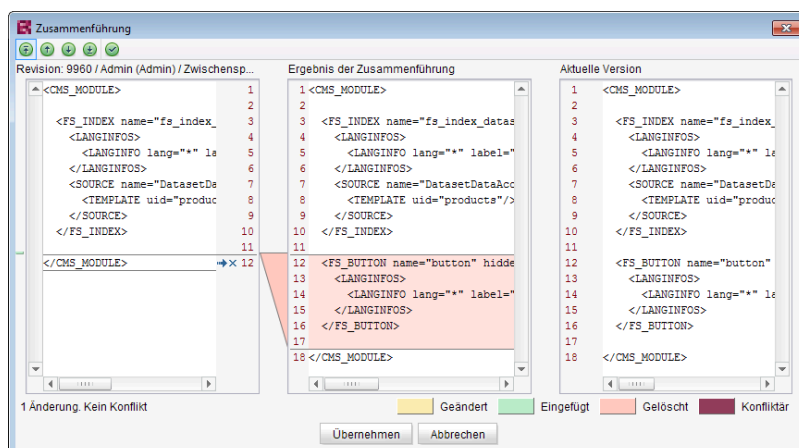 Zusammenführung
Revision: 9960 / Admin (Admin) / Zwischensp...
Ergebnis der Zusammenführung
Aktuelle Version
<CMS_MODULE> 1
2
<FS_INDEX name="fs_index_ 3
<LANGINFOS> 4
<LANGINFO lang="*" la 5
</LANGINFOS> 6
<SOURCE name="DatasetDa 7
<TEMPLATE uid="produc 8
</SOURCE> 9
</FS_INDEX> 10
11
</CMS_MODULE> 12
1 <CMS_MODULE>
2
3 <FS_INDEX name="fs_index_datas
4 <LANGINFOS>
5 <LANGINFO lang="*" label="
6 </LANGINFOS>
7 <SOURCE name="DatasetDataAcc
8 <TEMPLATE uid="products"/>
9 </SOURCE>
10 </FS_INDEX>
11
12 <FS_BUTTON name="button" hidde
13 <LANGINFOS>
14 <LANGINFO lang="*" label="
15 </LANGINFOS>
16 </FS_BUTTON>
17
18 </CMS_MODULE>
1 <CMS_MODULE>
2
3 <FS_INDEX name="fs_index_
4 <LANGINFOS>
5 <LANGINFO lang="*" la
6 </LANGINFOS>
7 <SOURCE name="DatasetDa
8 <TEMPLATE uid="produc
9 </SOURCE>
10 </FS_INDEX>
11
12 <FS_BUTTON name="button"
13 <LANGINFOS>
14 <LANGINFO lang="*" la
15 </LANGINFOS>
16 </FS_BUTTON>
17
18 </CMS_MODULE>
1 Änderung. Kein Konflikt
Geändert
Eingefügt
Gelöscht
Konfliktär
Übernehmen
Abbrechen